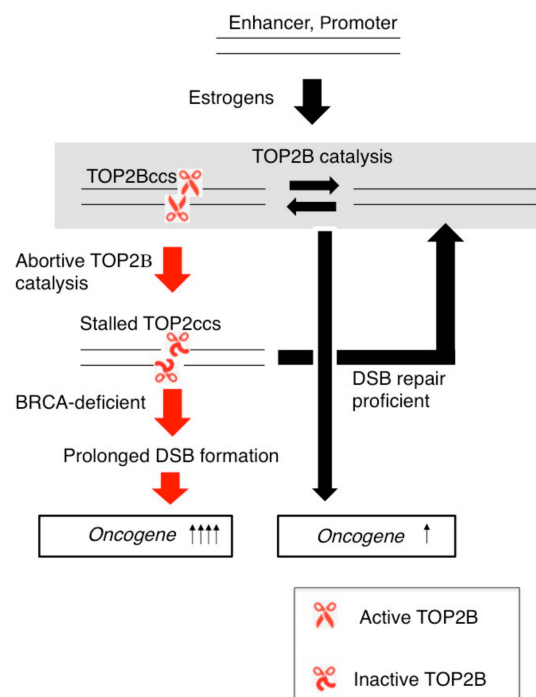 Enhancer, Promoter
Estrogens
TOP2B catalysis
TOP2Bccs
Abortive TOP2B
catalysis
Stalled TOP2ccs
BRCA-deficient
DSB repair
proficient
Prolonged DSB formation
Oncogene ↑↑↑↑
Oncogene ↑
Active TOP2B
Inactive TOP2B